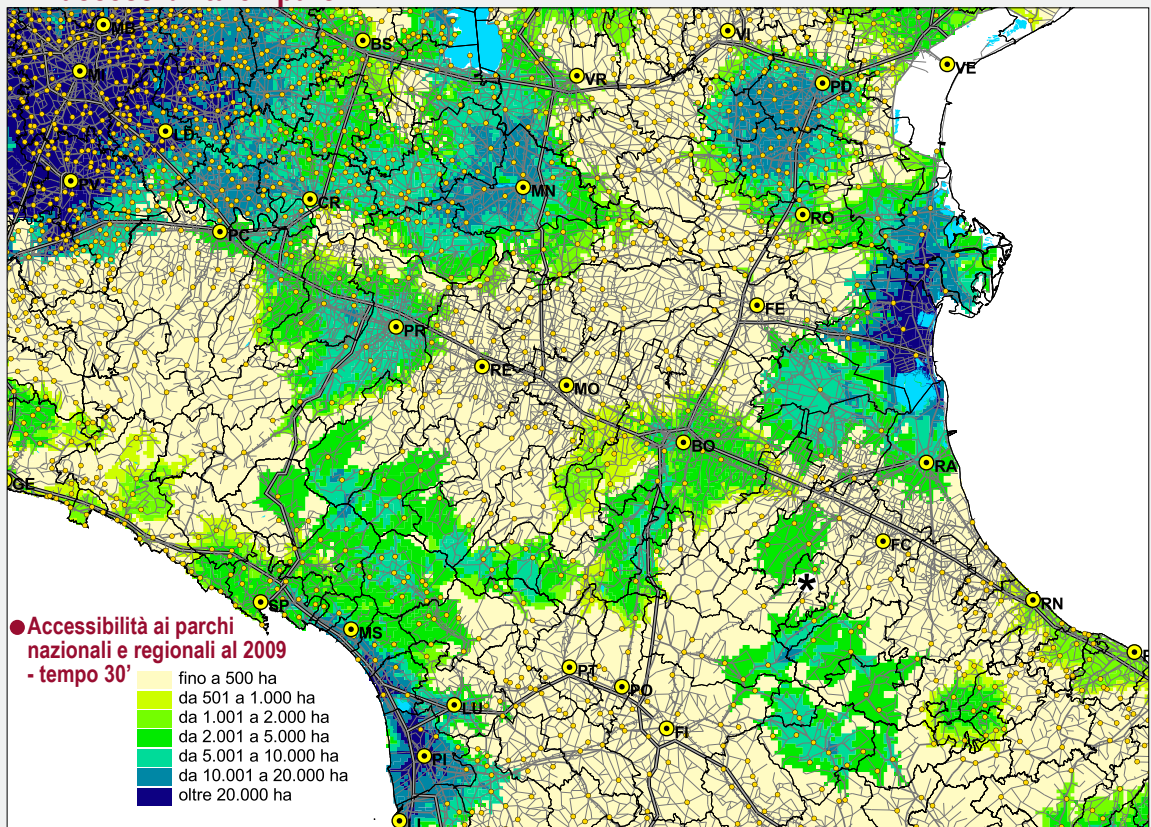 MB
BS
VI
VE
MI
VR
PD
LO
PV
MN
CR
RO
PC
FE
PR
RE
MO
BO
RA
GE
FC
*
RN
SP
MS
PT
PO
LU
FI
PI
LI
● Accessibilità ai parchi
nazionali e regionali al 2009
- tempo 30’
fino a 500 ha
da 501 a 1.000 ha
da 1.001 a 2.000 ha
da 2.001 a 5.000 ha
da 5.001 a 10.000 ha
da 10.001 a 20.000 ha
oltre 20.000 ha